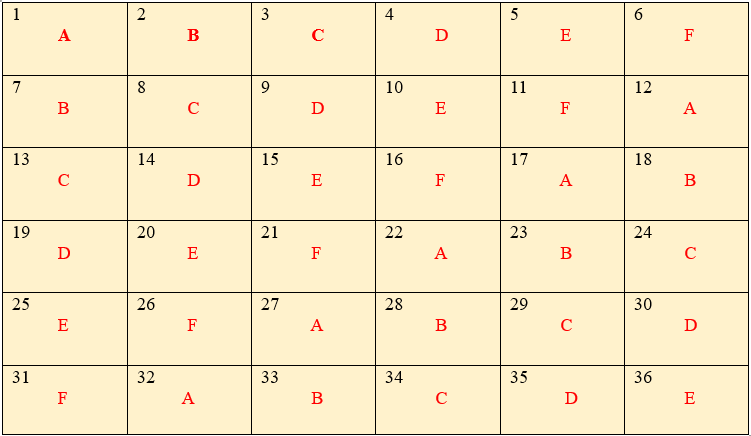 1 2 3 4 5 6
A B C D E F
7 8 9 10 11 12
B C D E F A
13 14 15 16 17 18
C D E F A B
19 20 21 22 23 24
D E F A B C
25 26 27 28 29 30
E F A B C D
31 32 33 34 35 36
F A B C D E